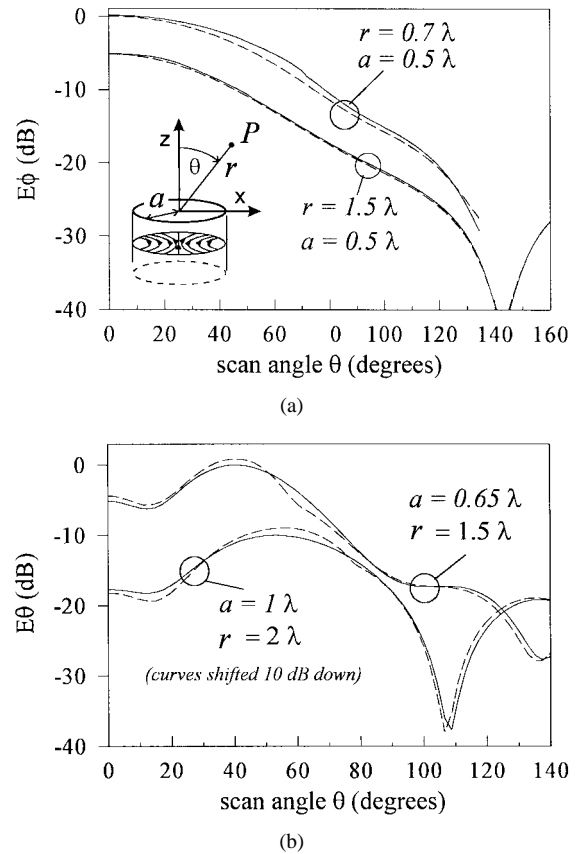 0
-10
-20
-30
-40
Eϕ (dB)
r = 0.7 λ
a = 0.5 λ
z
P
θ
r
a
x
r = 1.5 λ
a = 0.5 λ
0 20 40 60 0 100 120 140 160
scan angle θ (degrees)
(a)
0
-10
-20
-30
-40
Eθ (dB)
a = 0.65 λ
r = 1.5 λ
a = 1 λ
r = 2 λ
(curves shifted 10 dB down)
0 20 40 60 80 100 120 140
scan angle θ (degrees)
(b)